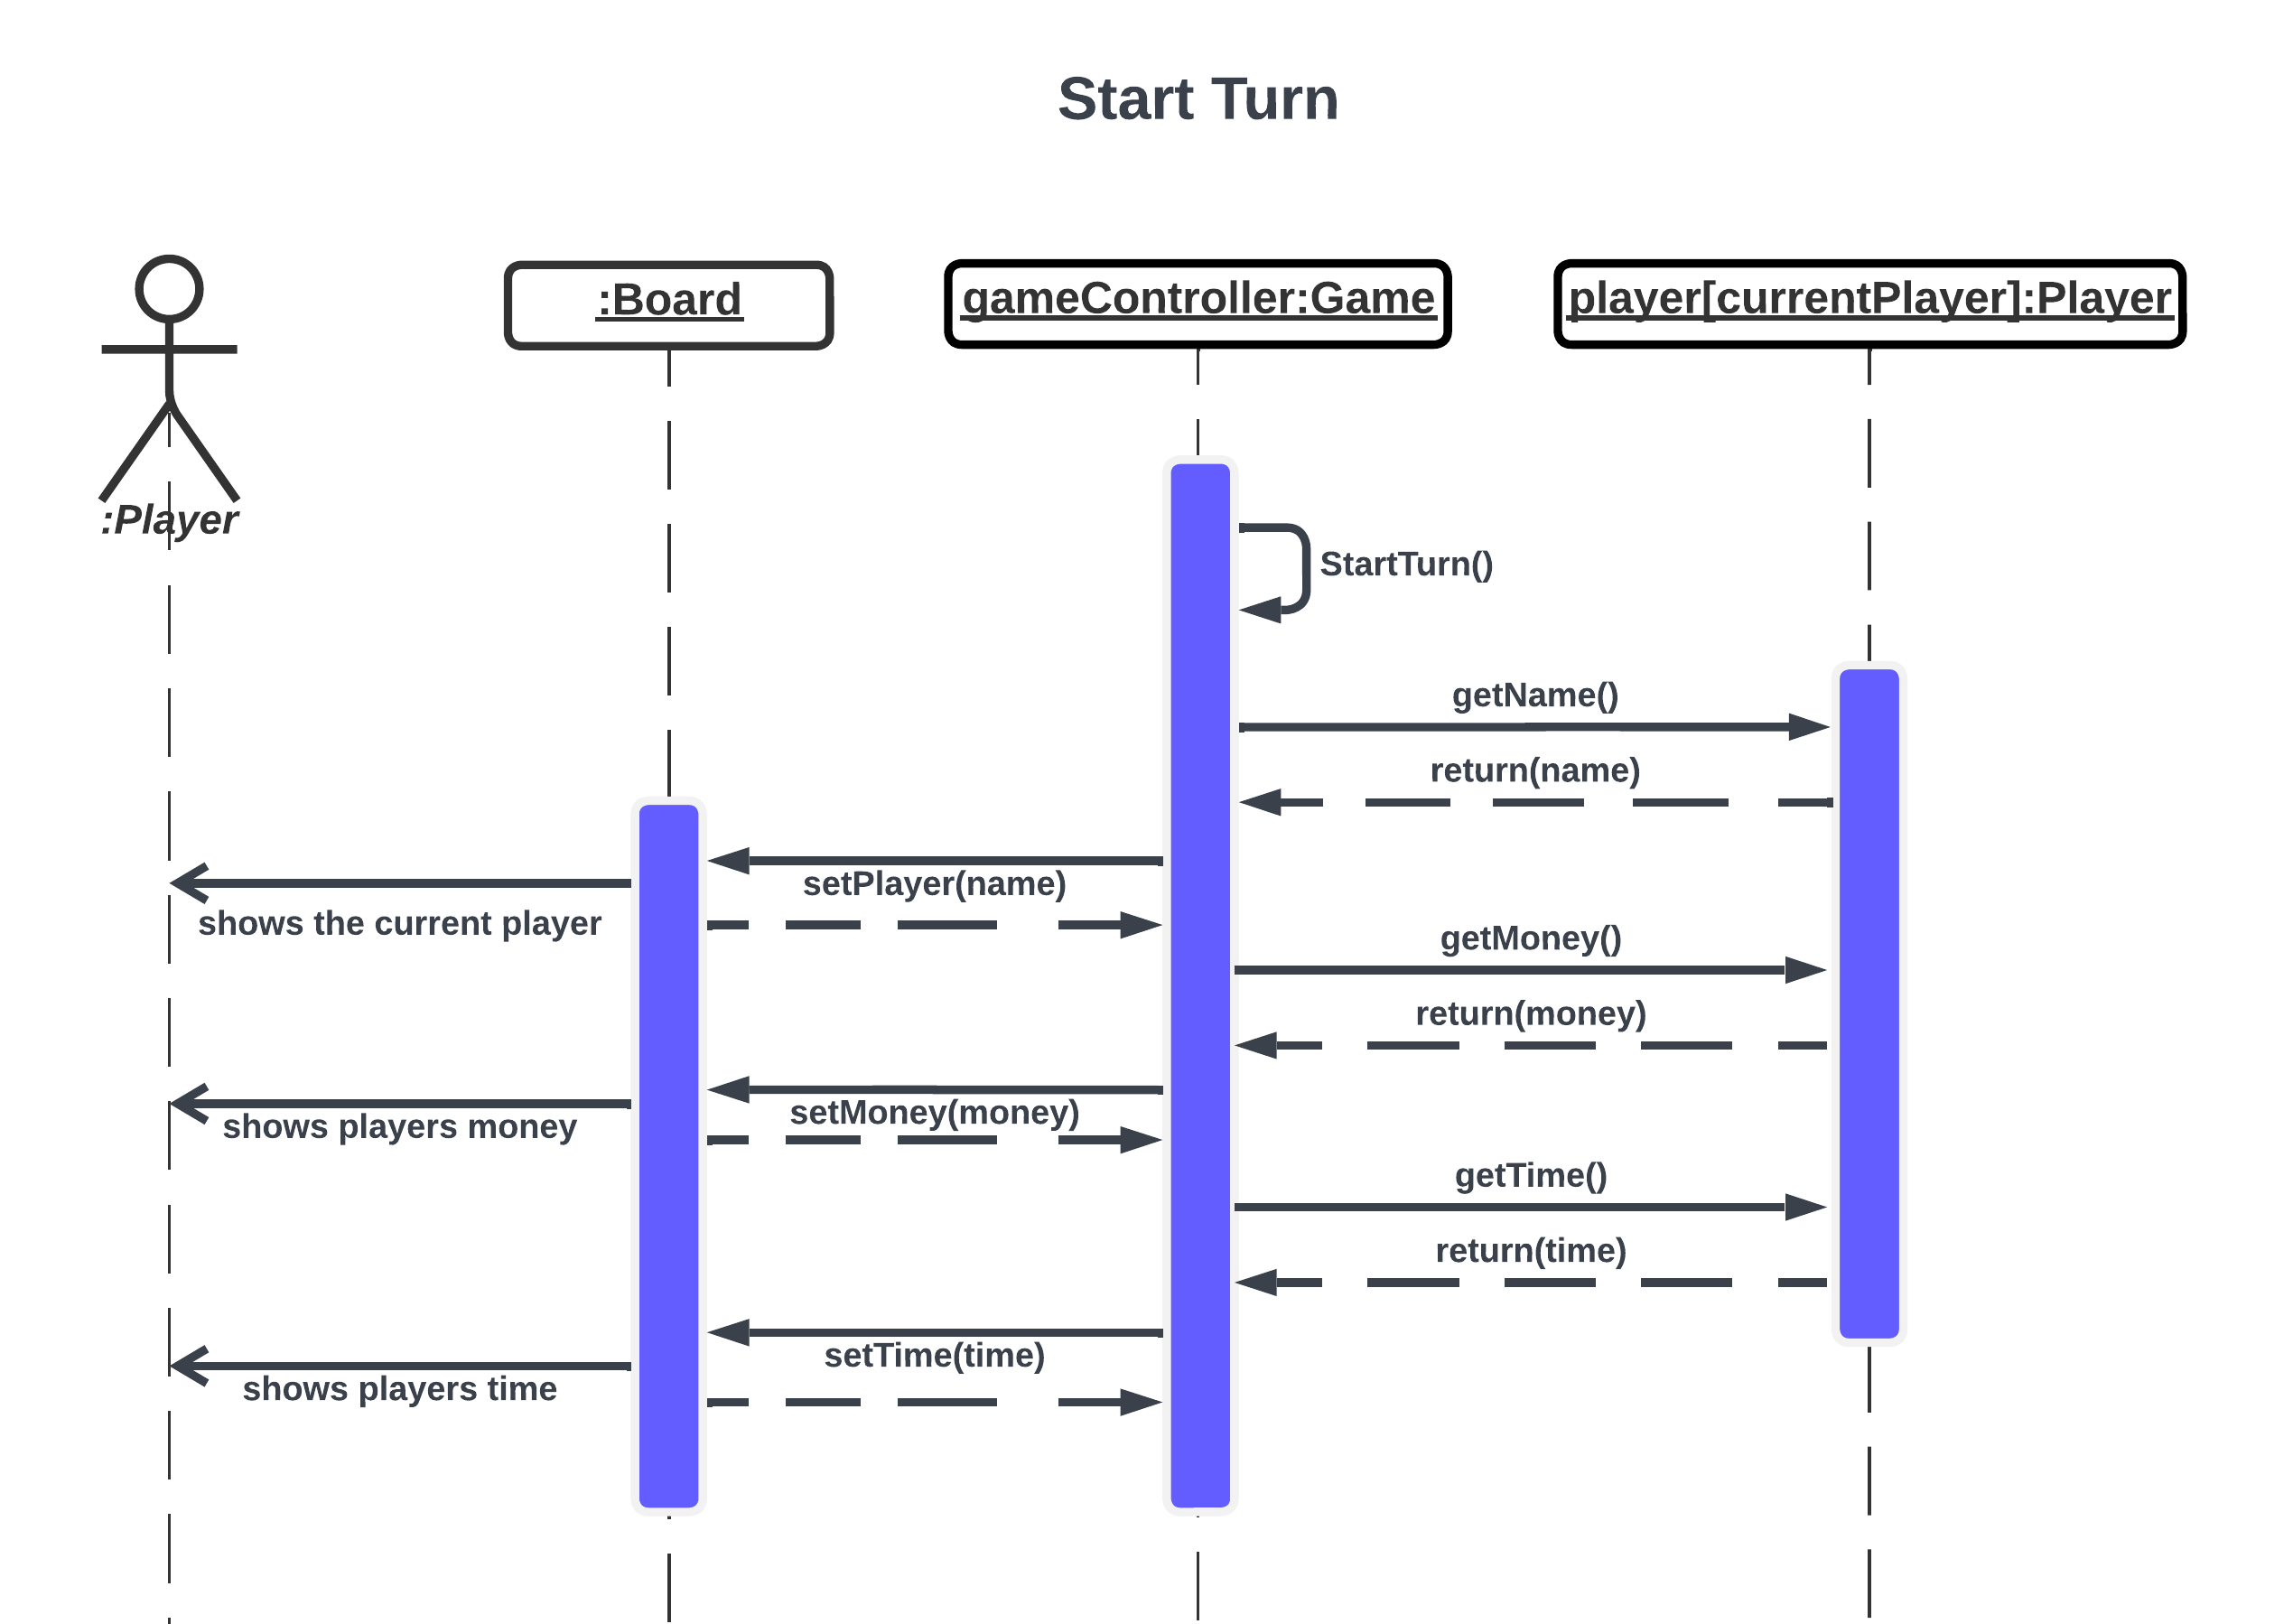 Start Turn
:Player
:Board
gameController:Game
player[currentPlayer]:Player
StartTurn()
getName()
return(name)
setPlayer(name)
shows the current player
getMoney()
return(money)
setMoney(money)
shows players money
getTime()
return(time)
setTime(time)
shows players time